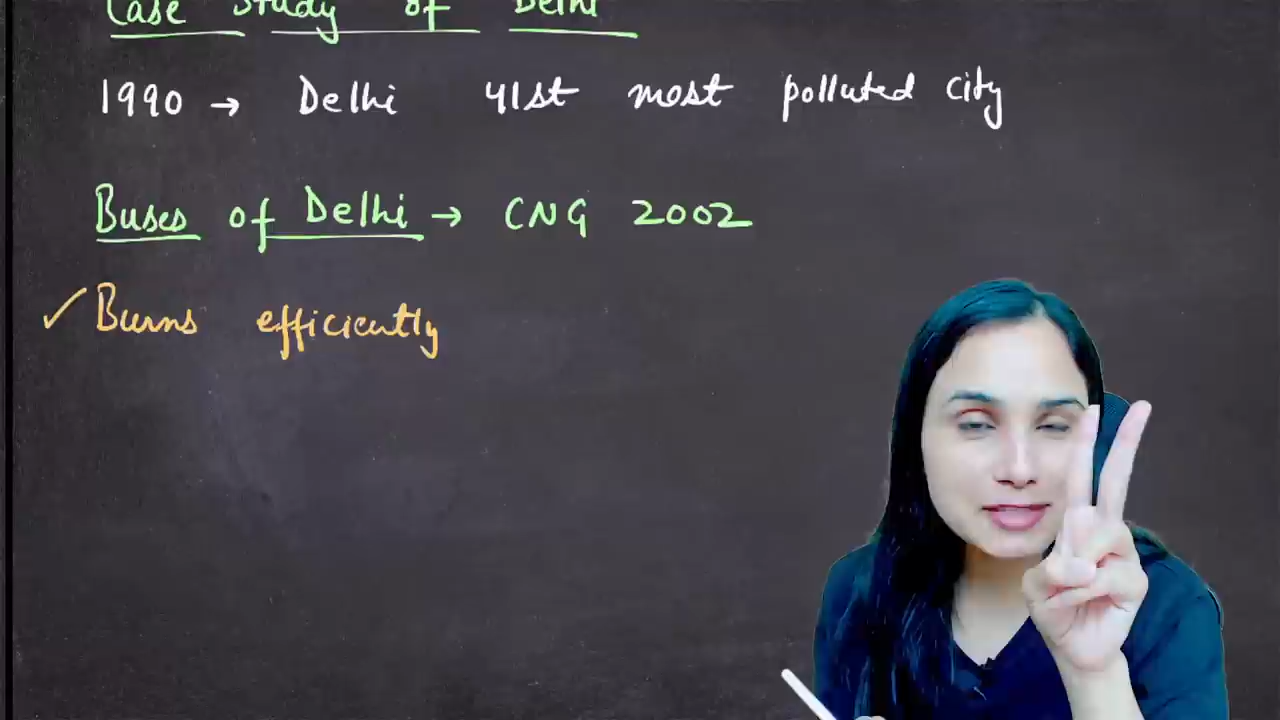 Case Study of Delhi
1990 → Delhi 41st most polluted city
Buses of Delhi → CNG 2002
✓ Burns efficiently